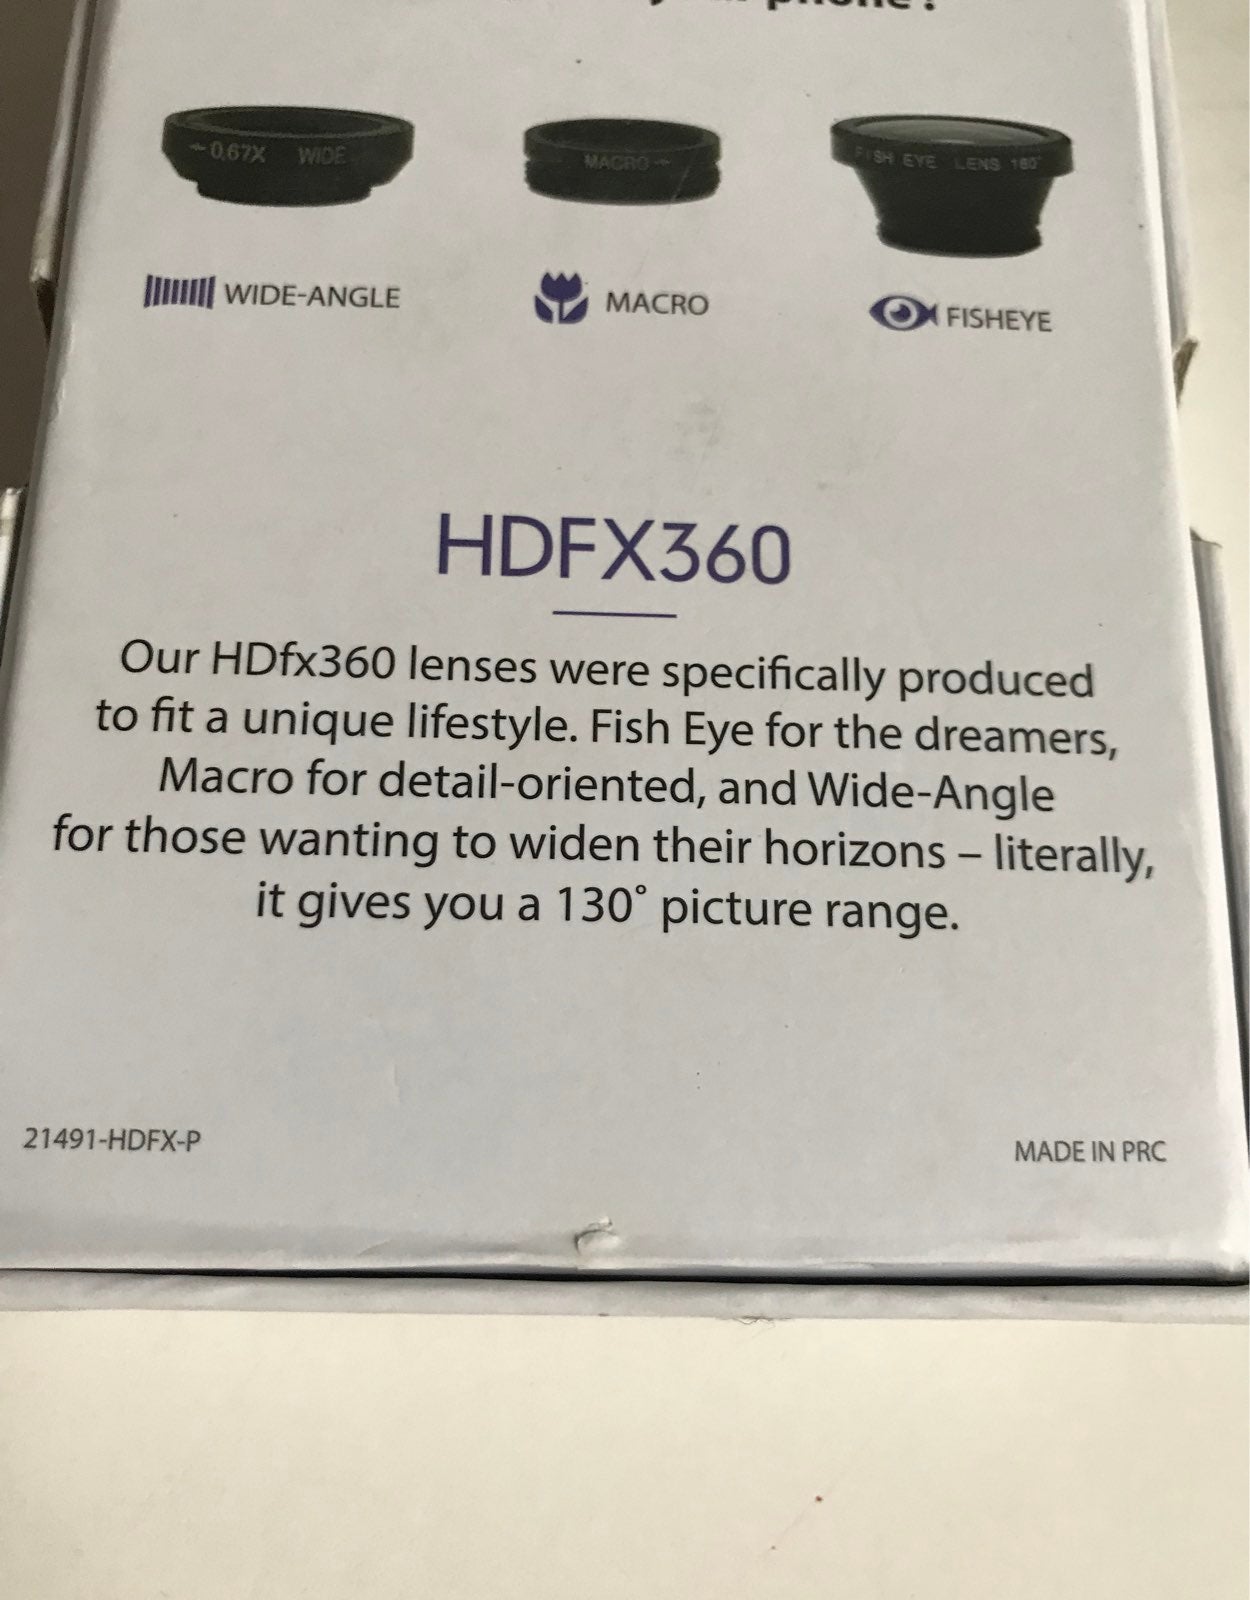 phone!
0.67X WIDE
MACRO
FISH EYE LENS 180°
WIDE-ANGLE
MACRO
FISHEYE
HDFX360
Our HDfx360 lenses were specifically produced
to fit a unique lifestyle. Fish Eye for the dreamers,
Macro for detail-oriented, and Wide-Angle
for those wanting to widen their horizons – literally,
it gives you a 130° picture range.
21491-HDFX-P
MADE IN PRC